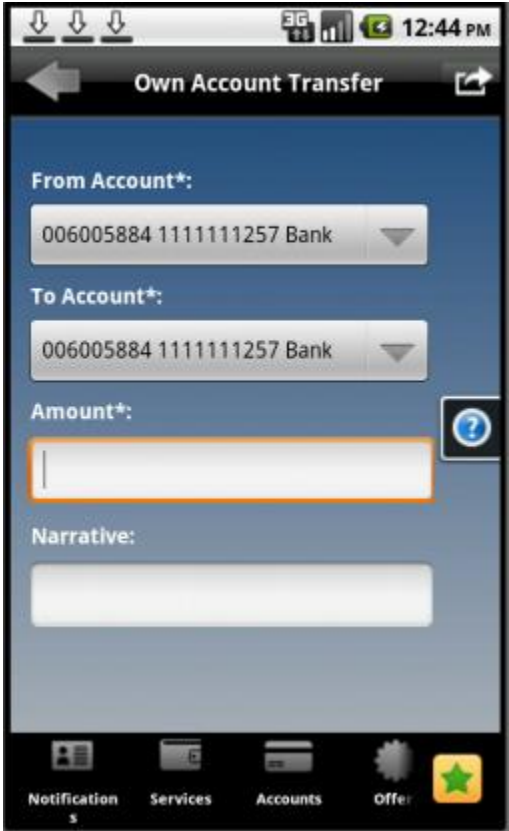 3G 12:44 PM
Own Account Transfer
From Account*:
006005884 1111111257 Bank
To Account*:
006005884 1111111257 Bank
Amount*:
?
Narrative:
Notification
s
Services
Accounts
Offer